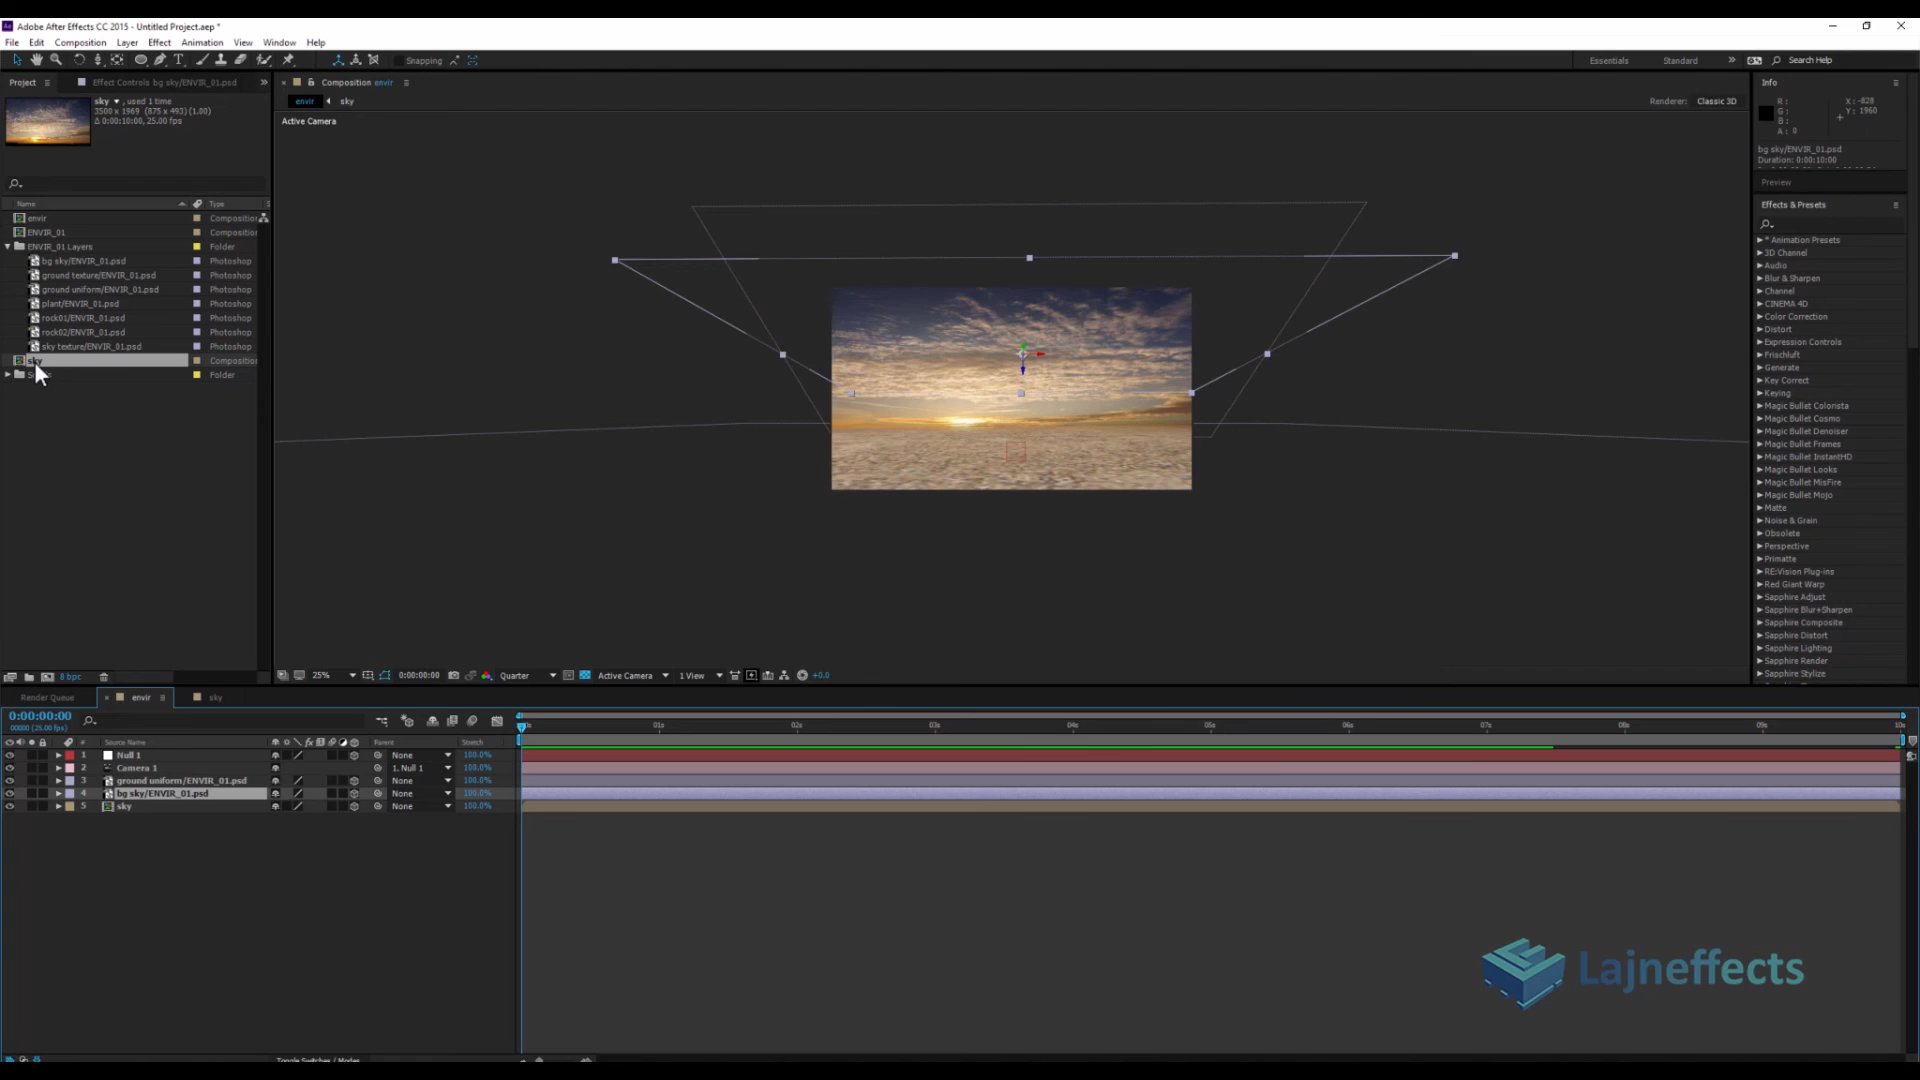 Adobe After Effects CC 2015 - Untitled Project.aep *
File Edit Composition Layer Effect Animation View Window Help
Snapping
Essentials Standard Search Help
Project Effect Controls bg sky/ENVIR_01.psd
sky , used 1 time
3500 x 1969 (875 x 493) (1.00)
Δ 0:00:10:00, 25.00 fps
Composition envir
envir sky
Renderer: Classic 3D
Active Camera
Name Type
envir Composition
ENVIR_01 Composition
ENVIR_01 Layers Folder
bg sky/ENVIR_01.psd Photoshop
ground texture/ENVIR_01.psd Photoshop
ground uniform/ENVIR_01.psd Photoshop
plant/ENVIR_01.psd Photoshop
rock01/ENVIR_01.psd Photoshop
rock02/ENVIR_01.psd Photoshop
sky texture/ENVIR_01.psd Photoshop
sky Composition
Folder
8 bpc
25% 0:00:00:00 Quarter Active Camera 1 View +0.0
Info
R: X: -828
G: Y: 1960
B:
A: 0
bg sky/ENVIR_01.psd
Duration: 0:00:10:00
Preview
Effects & Presets
* Animation Presets
3D Channel
Audio
Blur & Sharpen
Channel
CINEMA 4D
Color Correction
Distort
Expression Controls
Frischluft
Generate
Key Correct
Keying
Magic Bullet Colorista
Magic Bullet Cosmo
Magic Bullet Denoiser
Magic Bullet Frames
Magic Bullet InstantHD
Magic Bullet Looks
Magic Bullet MisFire
Magic Bullet Mojo
Matte
Noise & Grain
Obsolete
Perspective
Primatte
RE:Vision Plug-ins
Red Giant Warp
Sapphire Adjust
Sapphire Blur+Sharpen
Sapphire Composite
Sapphire Distort
Sapphire Lighting
Sapphire Render
Sapphire Stylize
Render Queue envir sky
0:00:00:00
00000 (25.00 fps)
01s 02s 03s 04s 05s 06s 07s 08s 09s 10s
# Source Name Parent Stretch
1 Null 1 None 100.0%
2 Camera 1 1. Null 1 100.0%
3 ground uniform/ENVIR_01.psd None 100.0%
4 bg sky/ENVIR_01.psd None 100.0%
5 sky None 100.0%
Toggle Switches / Modes
Lajneffects